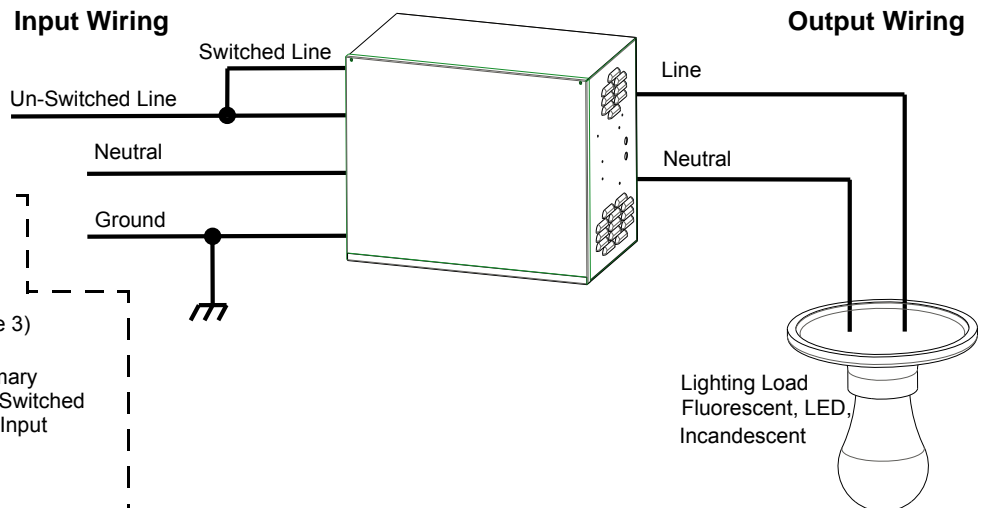 Input Wiring
Output Wiring
Switched Line
Line
Un-Switched Line
Neutral
Neutral
Ground
e 3)
mary
Switched
Input
Lighting Load
Fluorescent, LED,
Incandescent